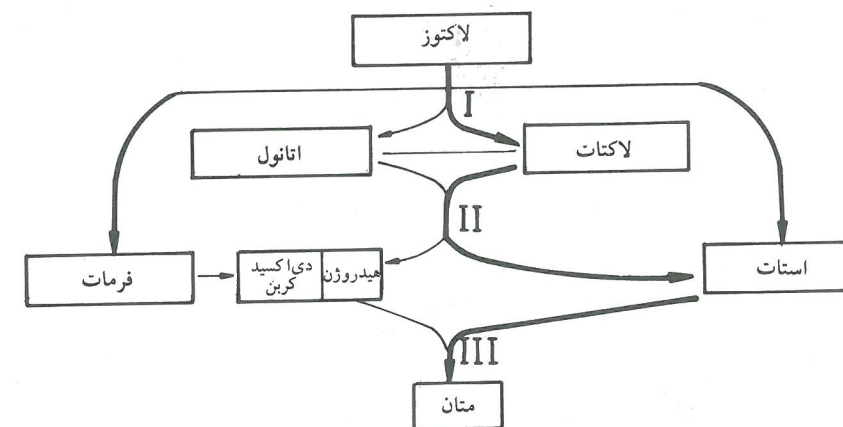 لاکتوز
I
اتانول
لاکتات
II
فرمات
دی‌اکسید
کربن
هیدروژن
استات
III
متان